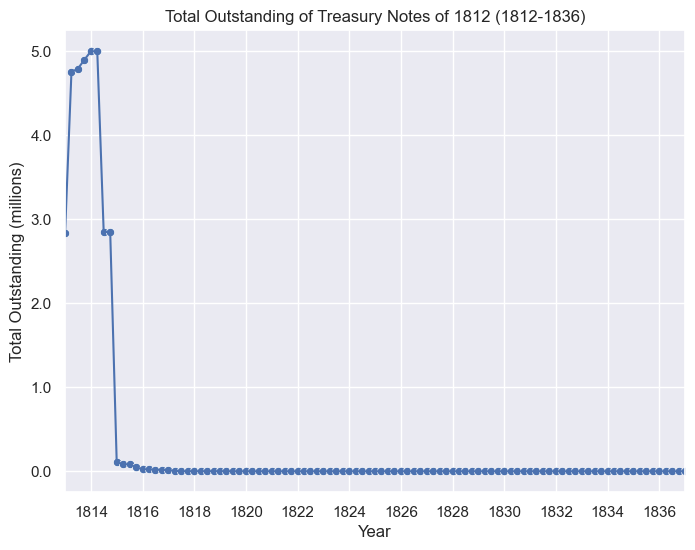 Total Outstanding of Treasury Notes of 1812 (1812-1836)
5.0
4.0
3.0
2.0
1.0
0.0
Total Outstanding (millions)
1814 1816 1818 1820 1822 1824 1826 1828 1830 1832 1834 1836
Year